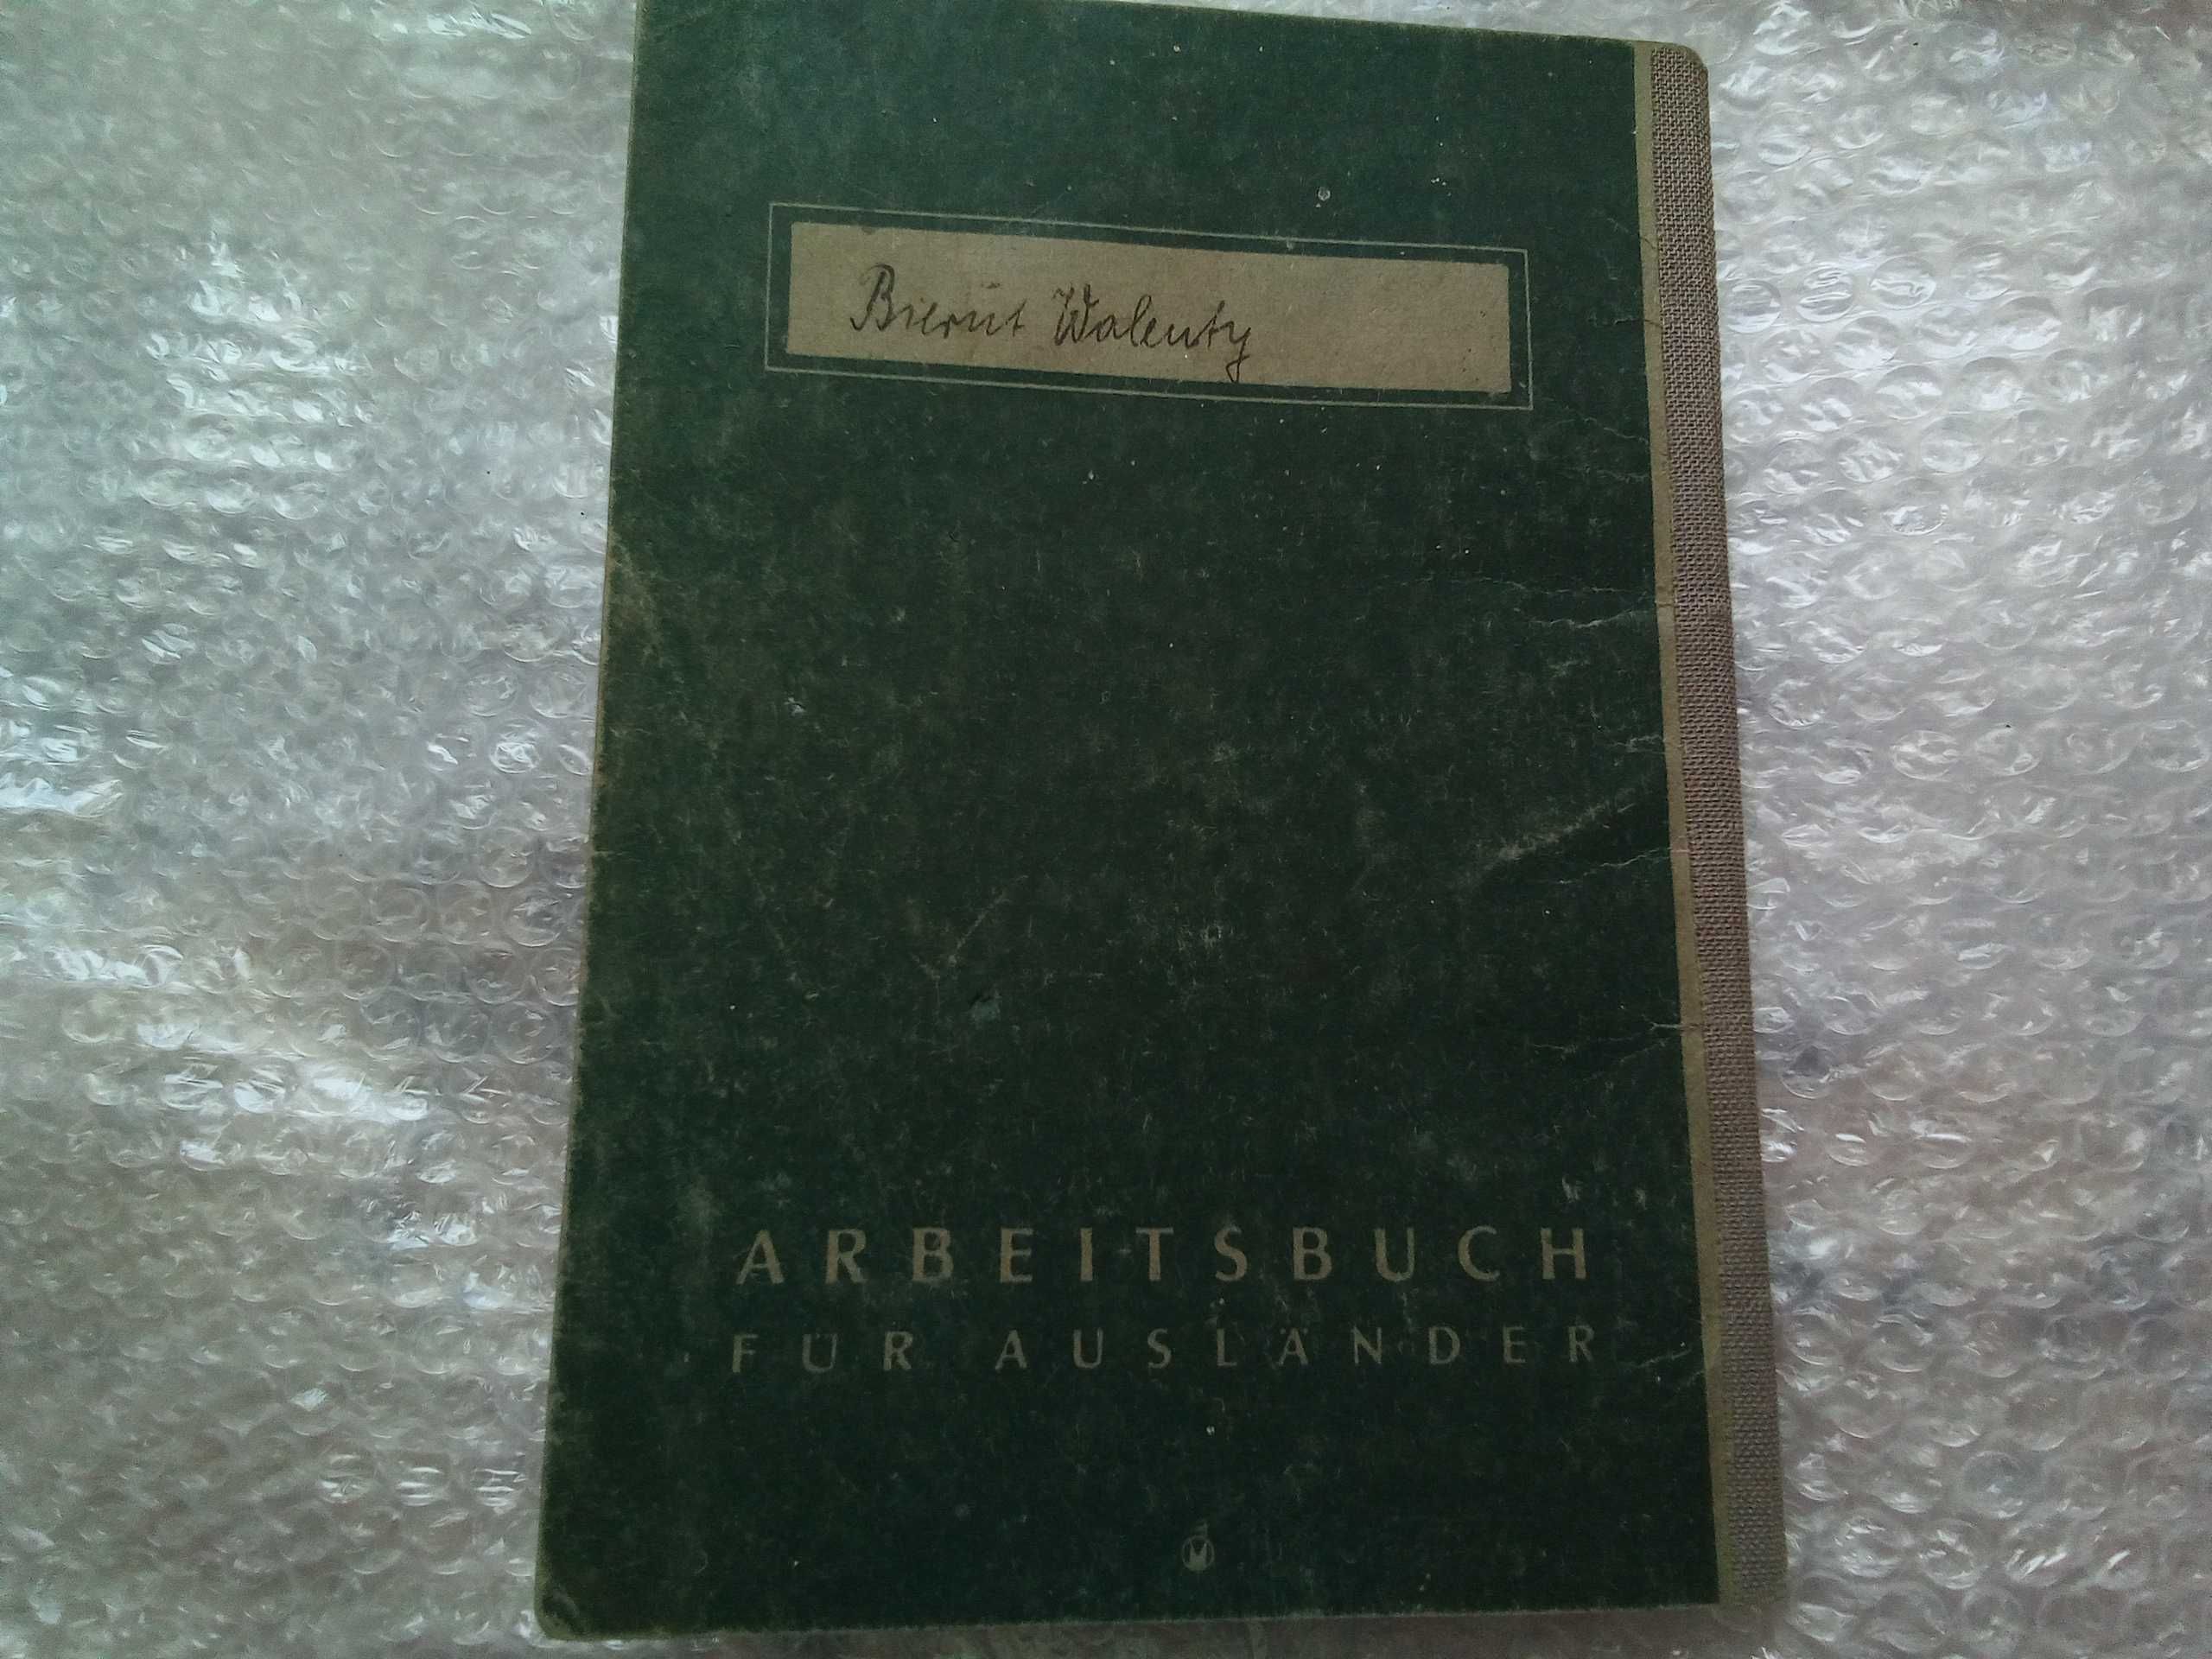 Bierut Walenty
ARBEITSBUCH
FÜR AUSLÄNDER